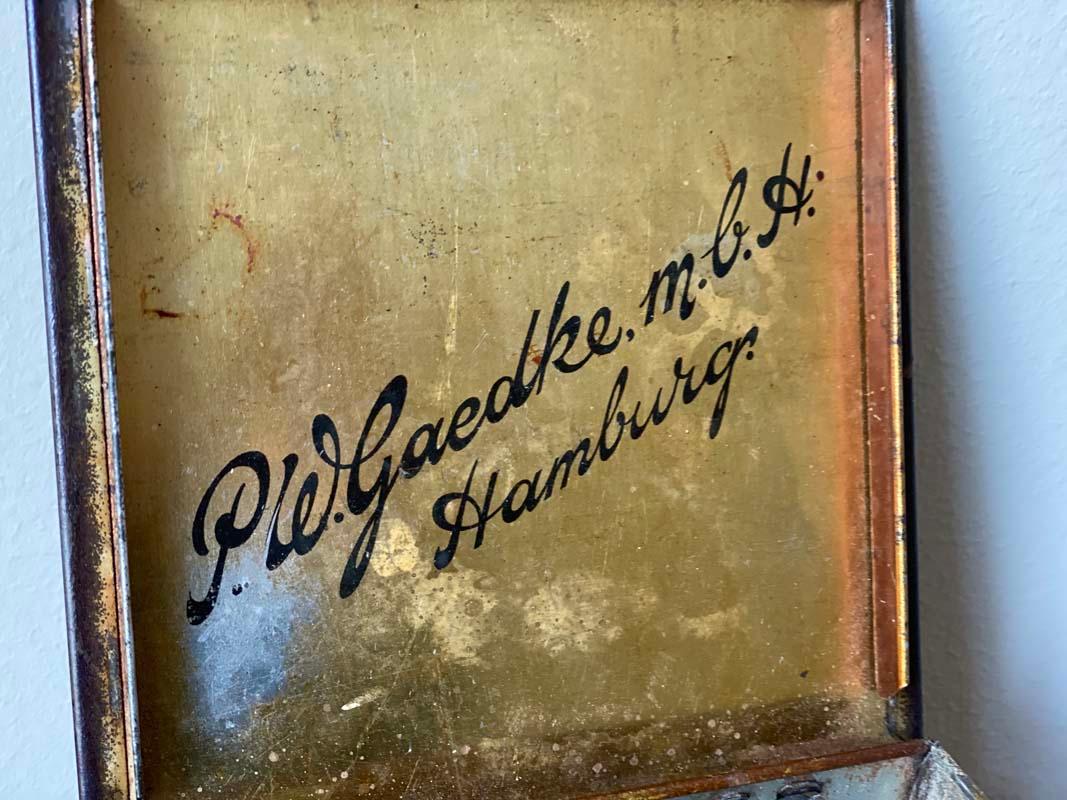 P. W. Gaedke, m. b. H.
Hamburg.